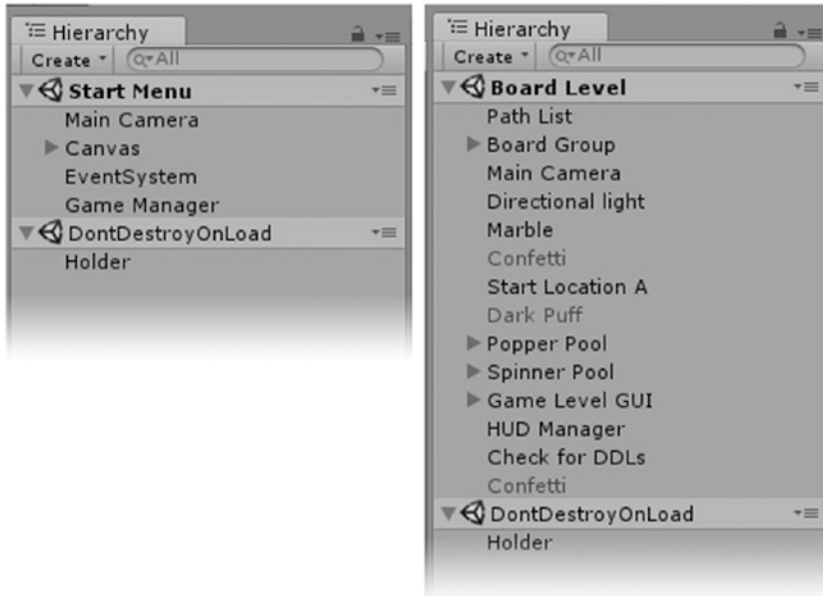 Hierarchy
Create All
Start Menu
Main Camera
Canvas
EventSystem
Game Manager
DontDestroyOnLoad
Holder
Hierarchy
Create All
Board Level
Path List
Board Group
Main Camera
Directional light
Marble
Confetti
Start Location A
Dark Puff
Popper Pool
Spinner Pool
Game Level GUI
HUD Manager
Check for DDLs
Confetti
DontDestroyOnLoad
Holder